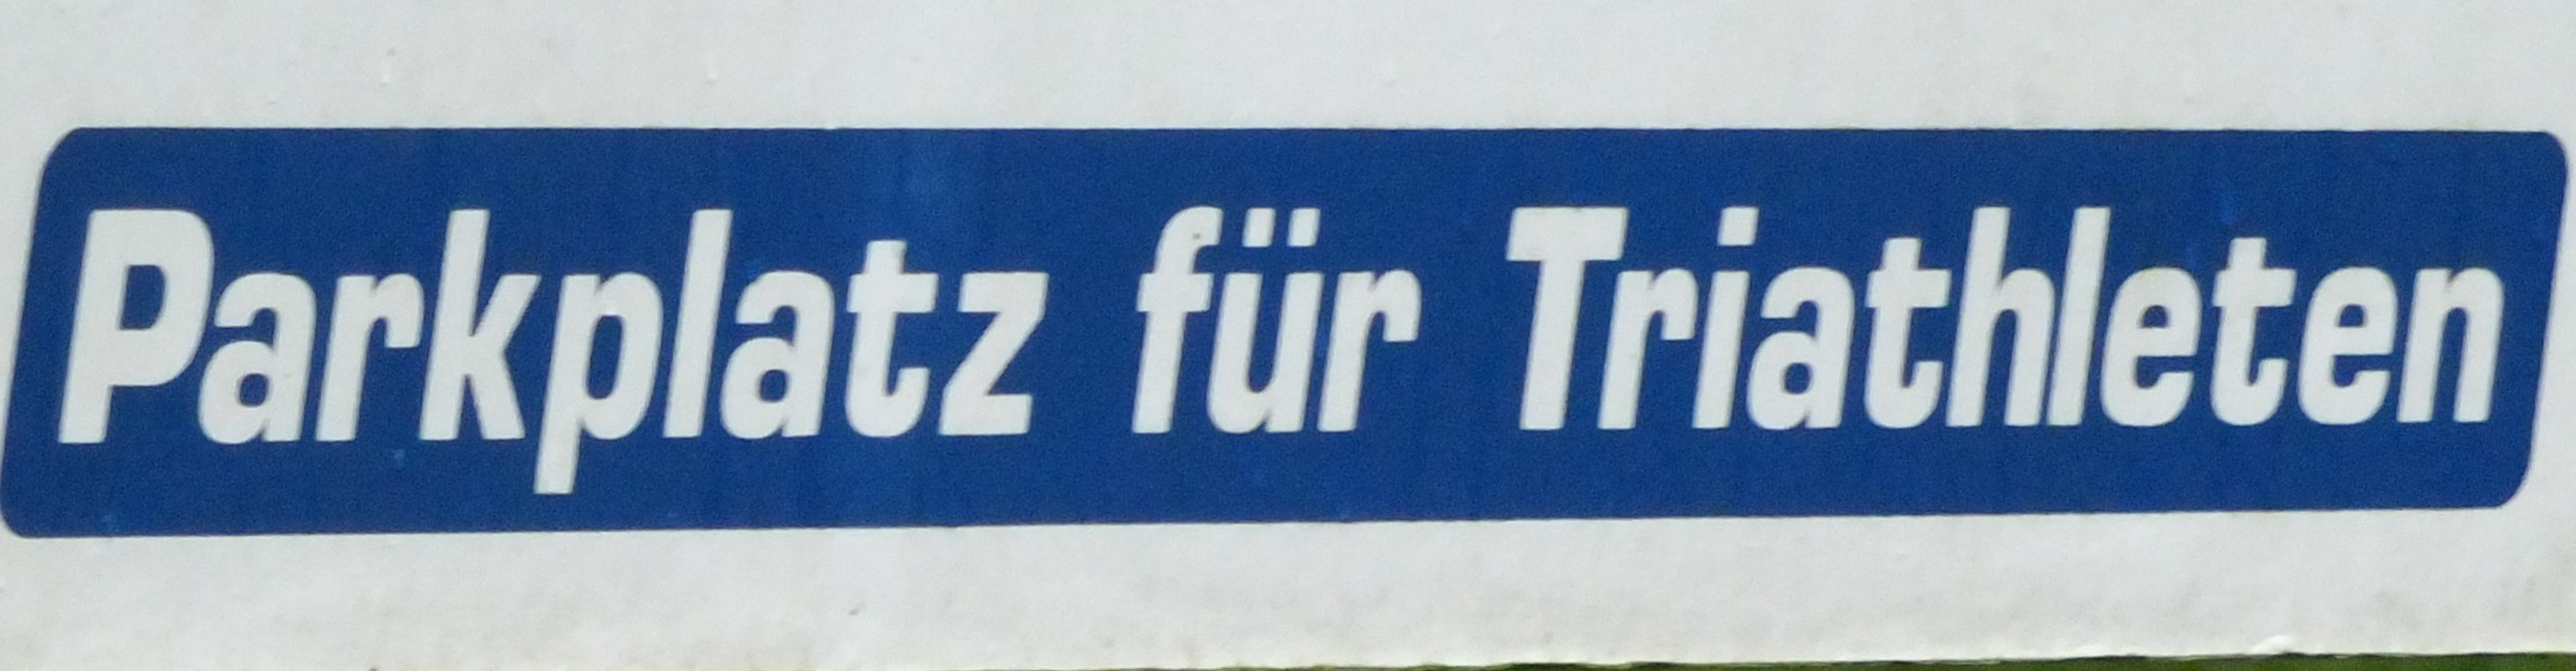 Parkplatz für Triathleten